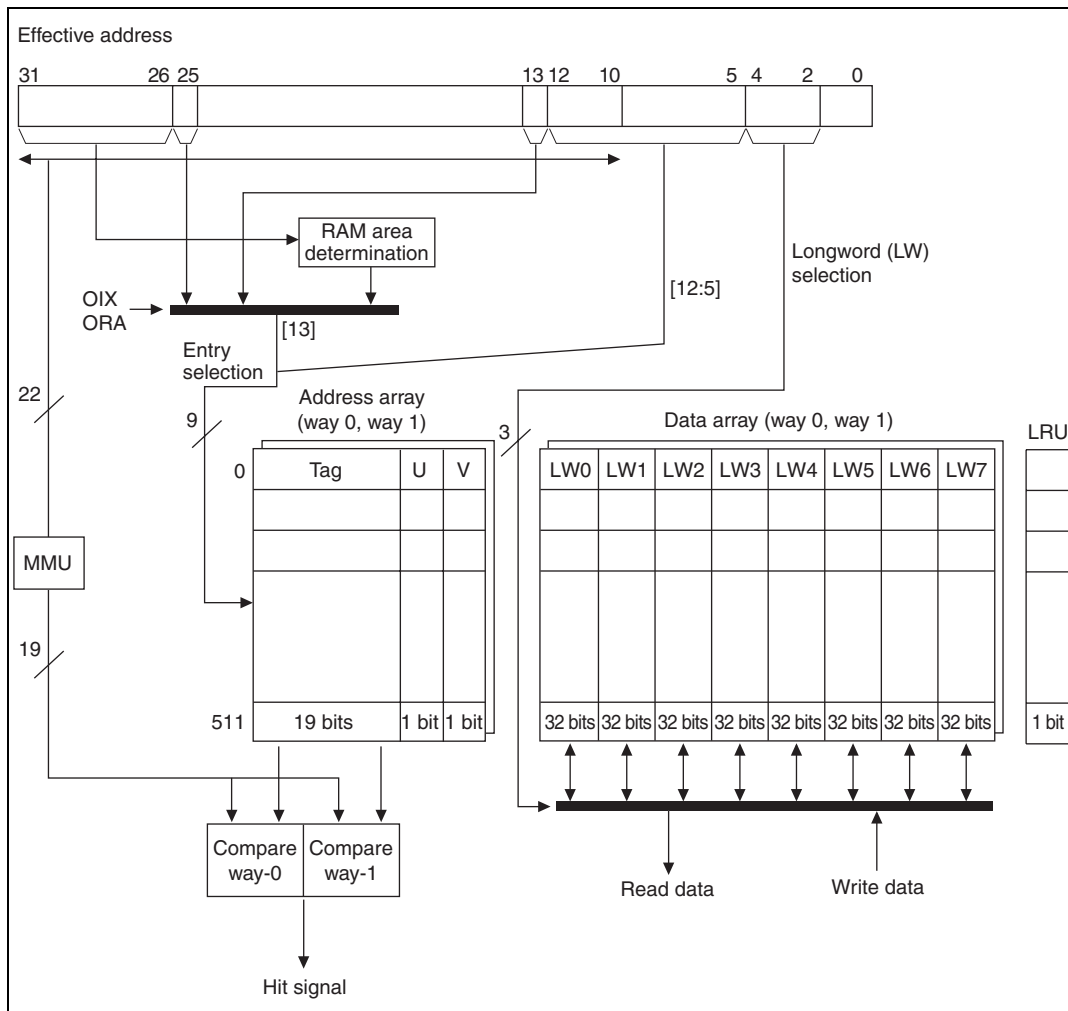 Effective address
31 26 25 13 12 10 5 4 2 0
RAM area
determination
Longword (LW)
selection
OIX
ORA
[12:5]
[13]
Entry
selection
22
9
3
Address array
(way 0, way 1)
Data array (way 0, way 1)
LRU
0 Tag U V LW0 LW1 LW2 LW3 LW4 LW5 LW6 LW7
MMU
19
511 19 bits 1 bit 1 bit 32 bits 32 bits 32 bits 32 bits 32 bits 32 bits 32 bits 32 bits 1 bit
Compare
way-0
Compare
way-1
Read data
Write data
Hit signal